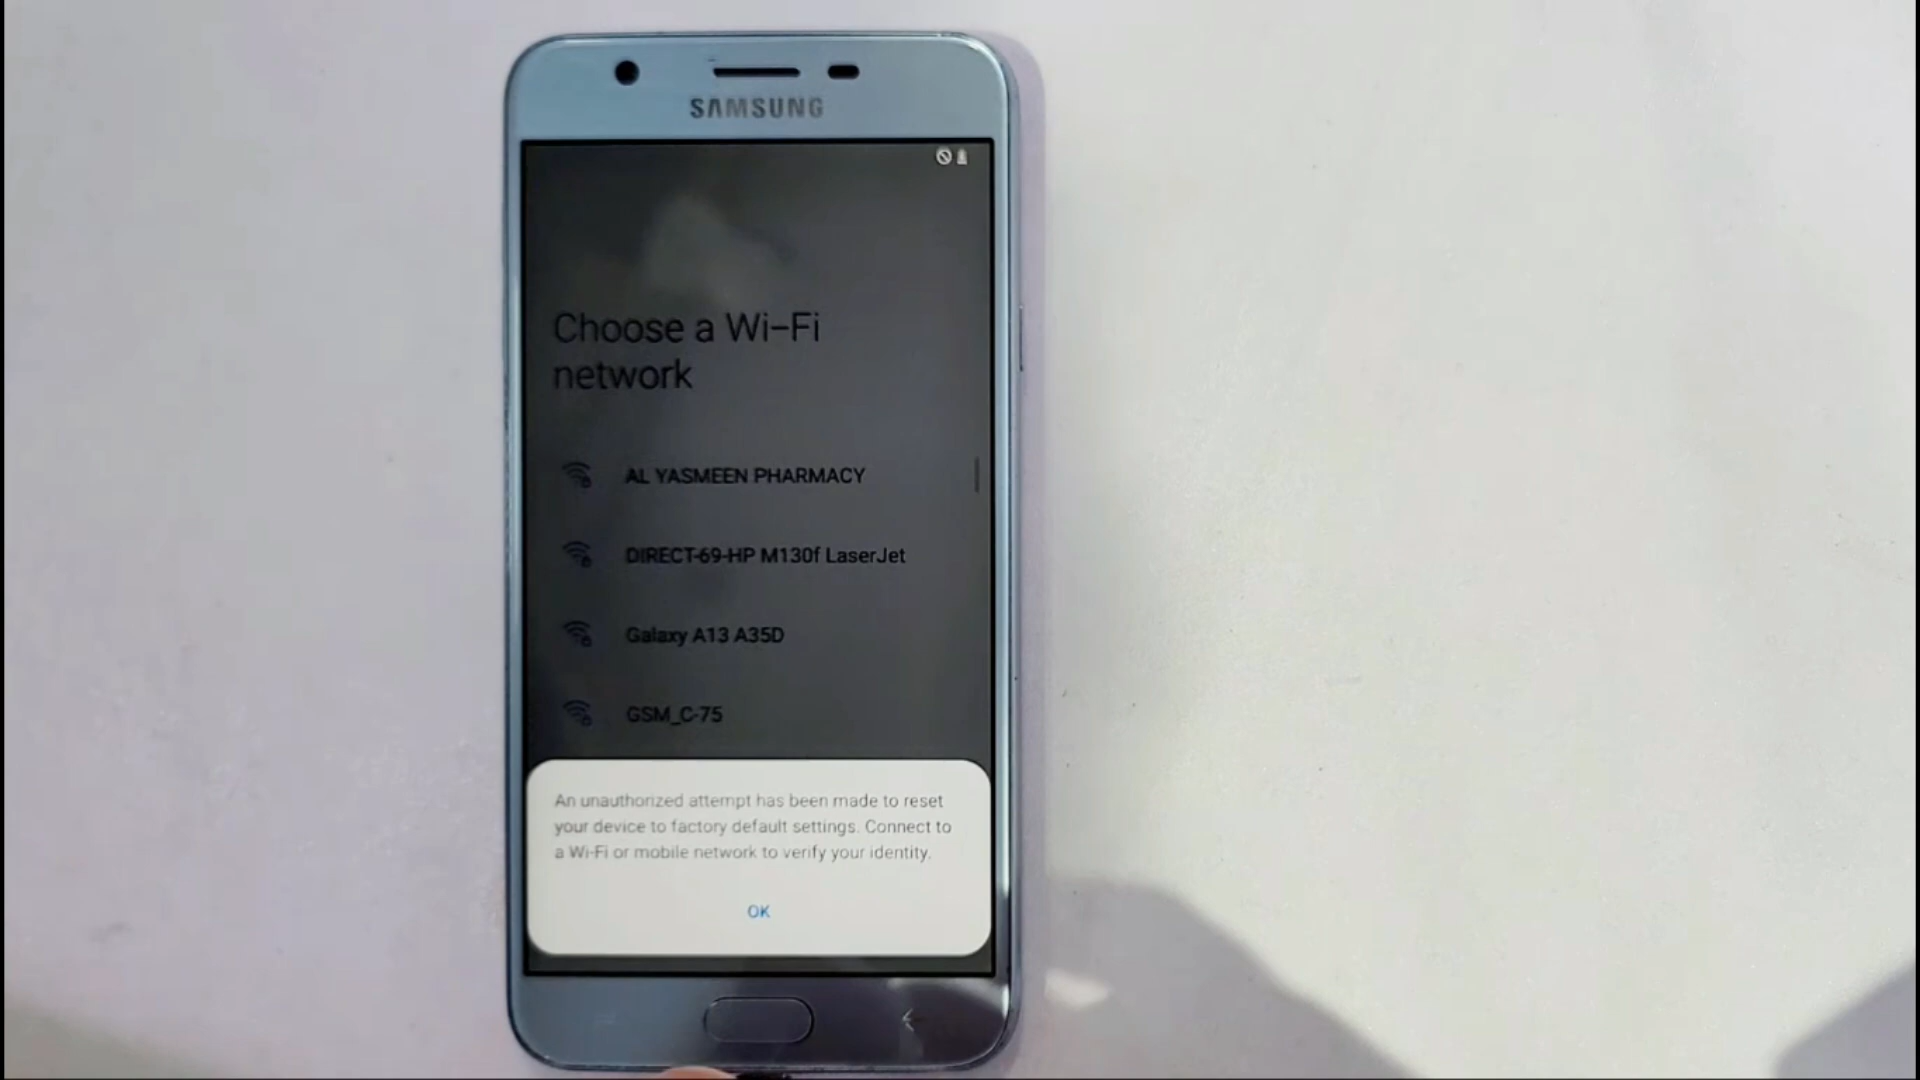 SAMSUNG
Choose a Wi-Fi
network
AL YASMEEN PHARMACY
DIRECT-69-HP M130f LaserJet
Galaxy A13 A35D
GSM_C-75
An unauthorized attempt has been made to reset
your device to factory default settings. Connect to
a Wi-Fi or mobile network to verify your identity.
OK